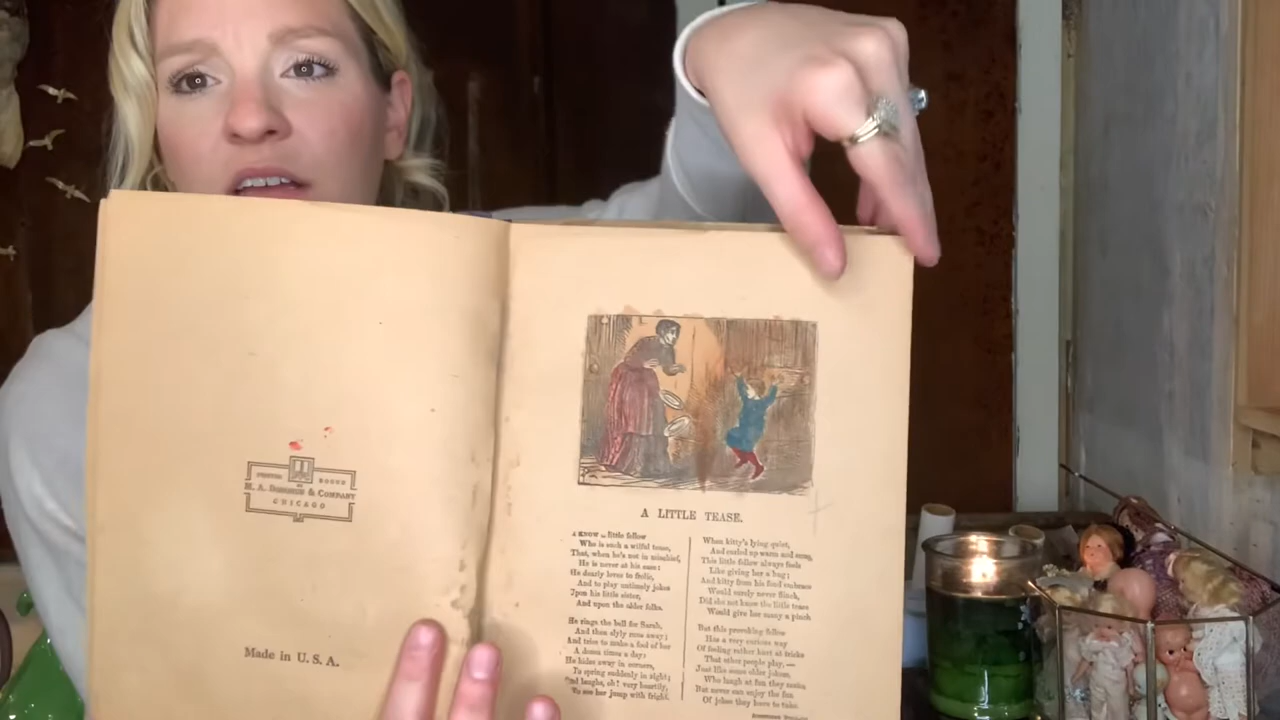 PRINTED BOUND
BY
M. A. DONOHUE & COMPANY
CHICAGO
Made in U. S. A.
A LITTLE TEASE.
I KNOW a little fellow
Who is such a wilful tease,
That, when he's not in mischief,
He is never at his ease:
He dearly loves to frolic,
And to play untimely jokes
Upon his little sister,
And upon the older folks.
He rings the bell for Sarah,
And then slyly runs away;
And tries to make a fool of her
A dozen times a day:
He hides away in corners,
To spring suddenly in sight;
And laughs, oh! very heartily,
To see her jump with fright.
When kitty's lying quiet,
And curled up warm and snug,
This little fellow always feels
Like giving her a hug;
And kitty from his fond embrace
Would surely never flinch,
Did she not know the little tease
Would give her many a pinch
But this provoking fellow
Has a very curious way
Of feeling rather hurt at tricks
That other people play,—
Just like some older jokers,
Who laugh at fun they make
But never can enjoy the fun
Of jokes they have to take.